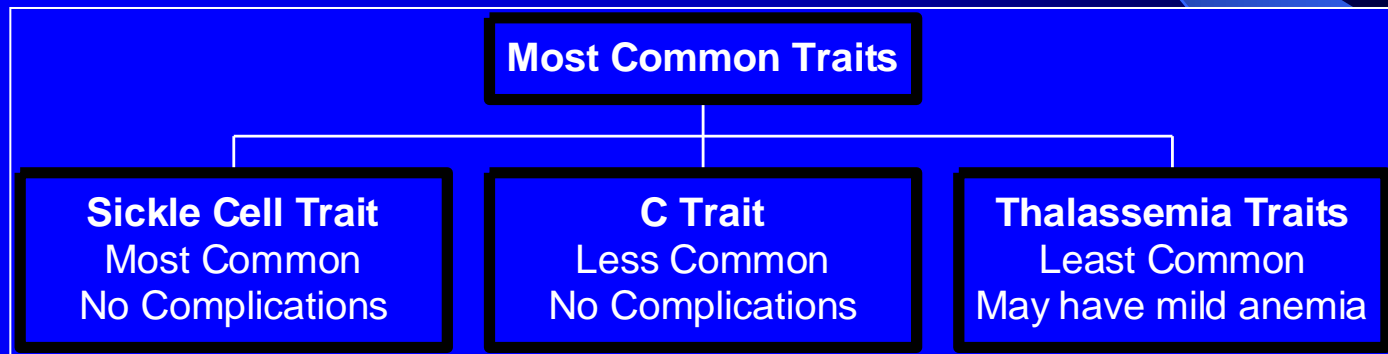 Most Common Traits
Sickle Cell Trait
Most Common
No Complications
C Trait
Less Common
No Complications
Thalassemia Traits
Least Common
May have mild anemia